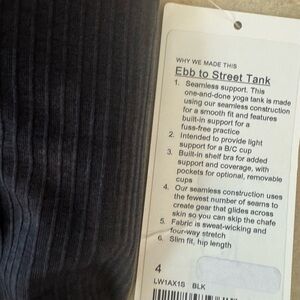 WHY WE MADE THIS
Ebb to Street Tank
1. Seamless support. This
one-and-done yoga tank is made
using our seamless construction
for a smooth fit and features
built-in support for a
fuss-free practice
2. Intended to provide light
support for a B/C cup
3. Built-in shelf bra for added
support and coverage, with
pockets for optional, removable
cups
4. Our seamless construction uses
the fewest number of seams to
create gear that glides across
skin so you can skip the chafe
5. Fabric is sweat-wicking and
four-way stretch
6. Slim fit, hip length
4
LW1AX1S BLK